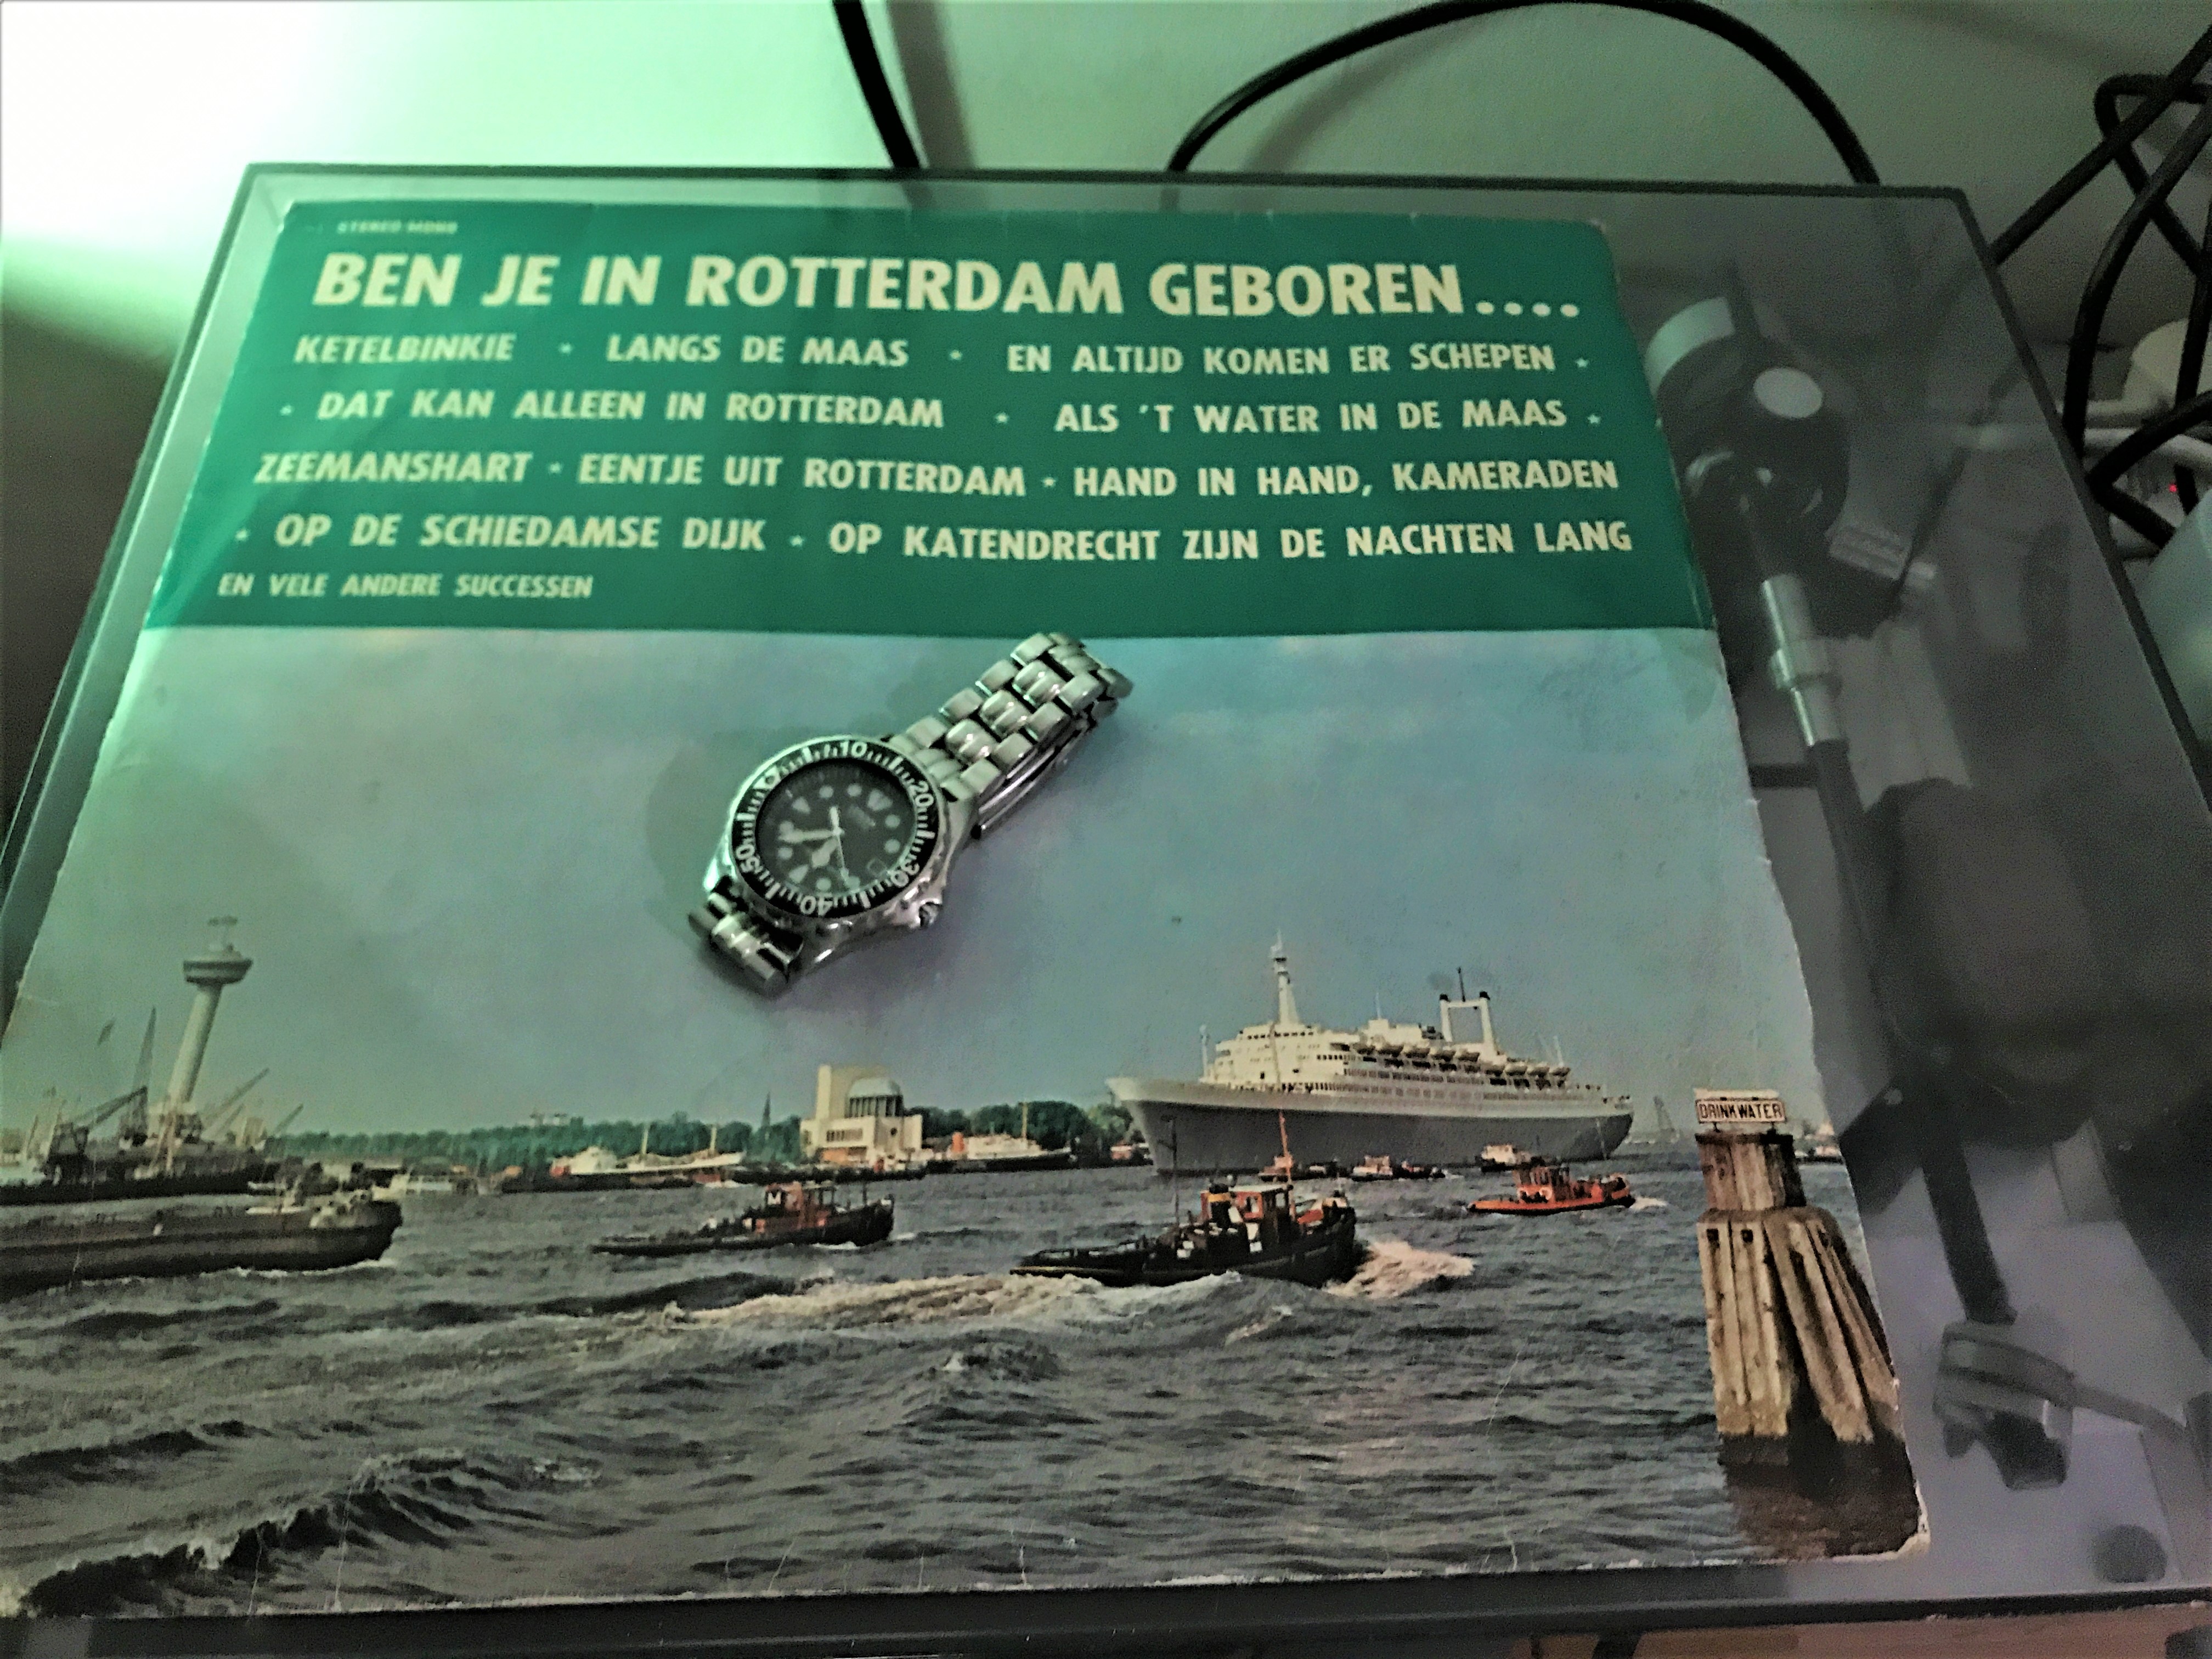 STEREO MONO
BEN JE IN ROTTERDAM GEBOREN....
KETELBINKIE * LANGS DE MAAS * EN ALTIJD KOMEN ER SCHEPEN *
* DAT KAN ALLEEN IN ROTTERDAM * ALS 'T WATER IN DE MAAS *
ZEEMANSHART * EENTJE UIT ROTTERDAM * HAND IN HAND, KAMERADEN
* OP DE SCHIEDAMSE DIJK * OP KATENDRECHT ZIJN DE NACHTEN LANG
EN VELE ANDERE SUCCESSEN
10
20
30
40
50
DRINKWATER
M